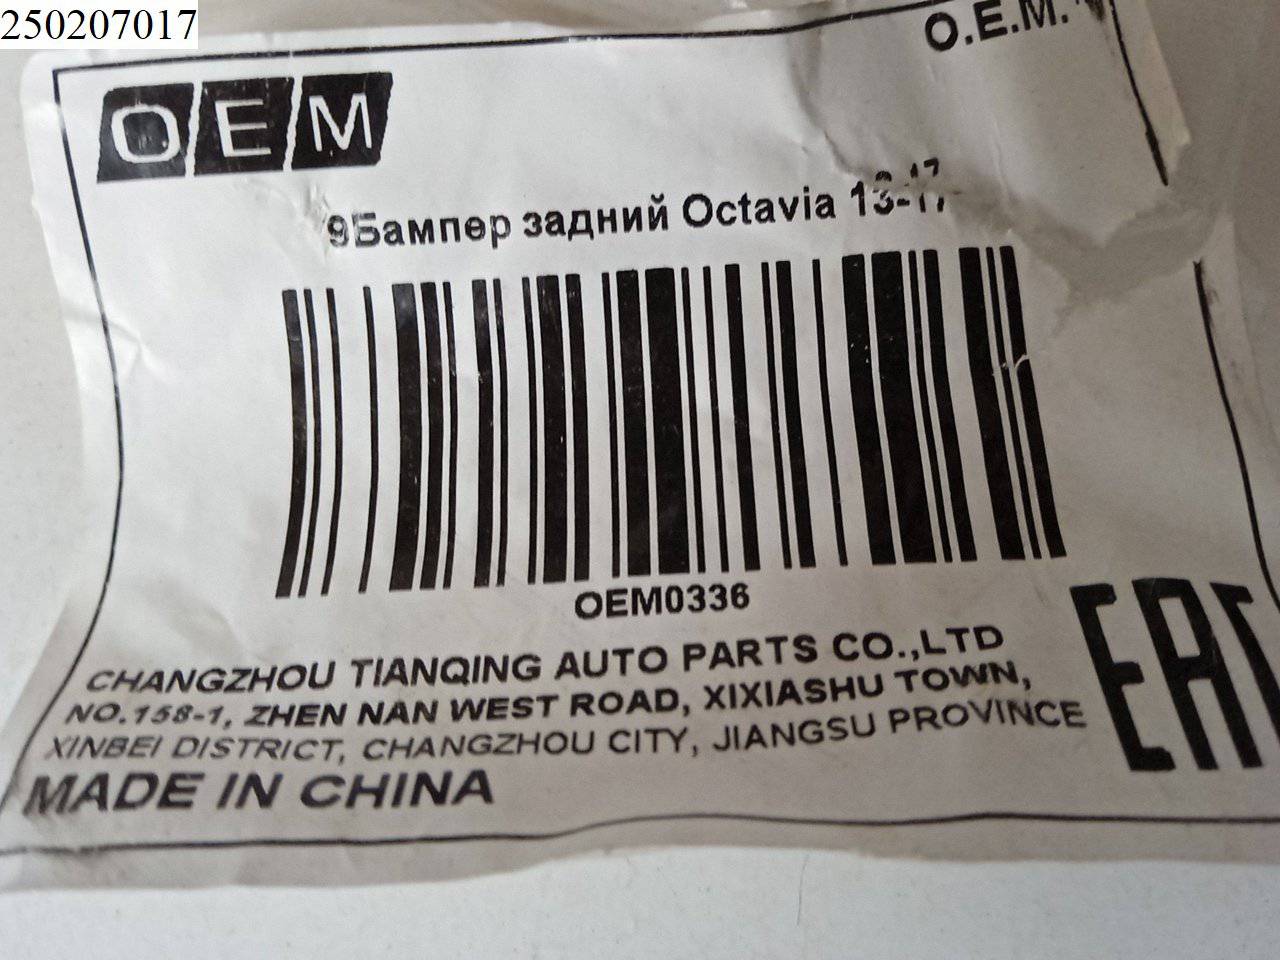 250207017
O.E.M.
OEM
9Бампер задний Octavia 13-17
OEM0336
CHANGZHOU TIANQING AUTO PARTS CO.,LTD
NO.158-1, ZHEN NAN WEST ROAD, XIXIASHU TOWN,
XINBEI DISTRICT, CHANGZHOU CITY, JIANGSU PROVINCE
MADE IN CHINA
EAC